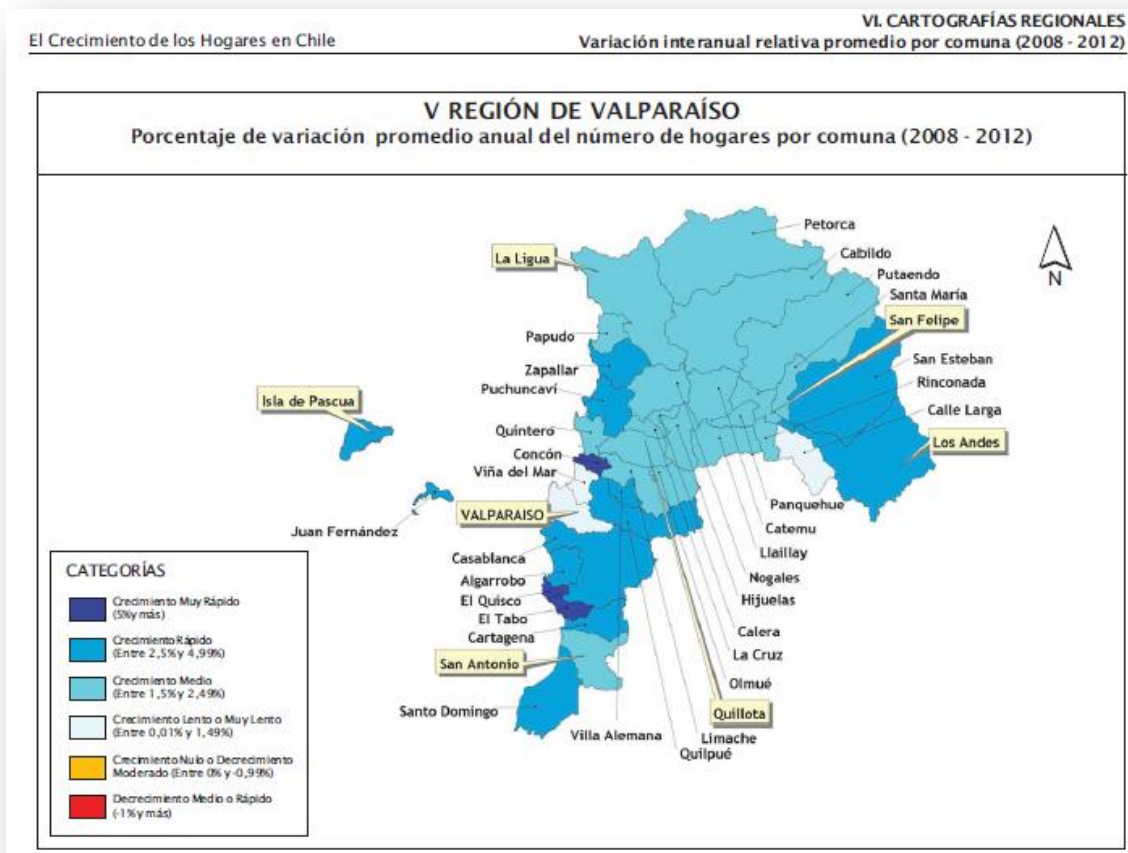 El Crecimiento de los Hogares en Chile
VI. CARTOGRAFÍAS REGIONALES
Variación interanual relativa promedio por comuna (2008 - 2012)
V REGIÓN DE VALPARAÍSO
Porcentaje de variación promedio anual del número de hogares por comuna (2008 - 2012)
Petorca
La Ligua
Cabildo
Putaendo
Santa María
San Felipe
Papudo
San Esteban
Zapallar
Rinconada
Puchuncaví
Isla de Pascua
Calle Larga
Quintero
Los Andes
Concón
Viña del Mar
Panquehue
VALPARAISO
Catemu
Juan Fernández
Llaillay
Casablanca
Nogales
Algarrobo
Hijuelas
El Quisco
El Tabo
Calera
Cartagena
La Cruz
San Antonio
Olmué
Santo Domingo
Quillota
Villa Alemana
Limache
Quilpué
N
CATEGORÍAS
Crecimiento Muy Rápido
(5% y más)
Crecimiento Rápido
(Entre 2,5% y 4,99%)
Crecimiento Medio
(Entre 1,5% y 2,49%)
Crecimiento Lento o Muy Lento
(Entre 0,01% y 1,49%)
Crecimiento Nulo o Decrecimiento
Moderado (Entre 0% y -0,99%)
Decrecimiento Medio o Rápido
(-1% y más)